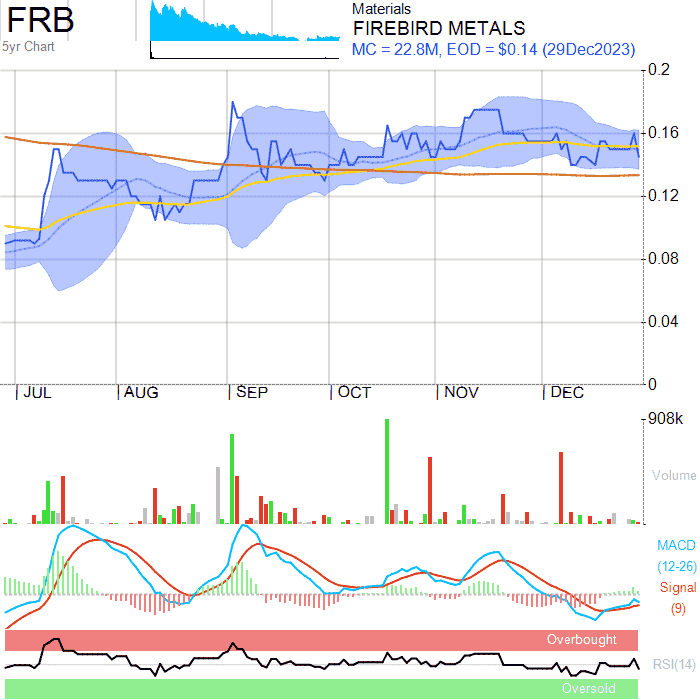 FRB
5yr Chart
Materials
FIREBIRD METALS
MC = 22.8M, EOD = $0.14 (29Dec2023)
0.2
0.16
0.12
0.08
0.04
0
JUL
AUG
SEP
OCT
NOV
DEC
908k
Volume
MACD
(12-26)
Signal
(9)
Overbought
RSI(14)
Oversold